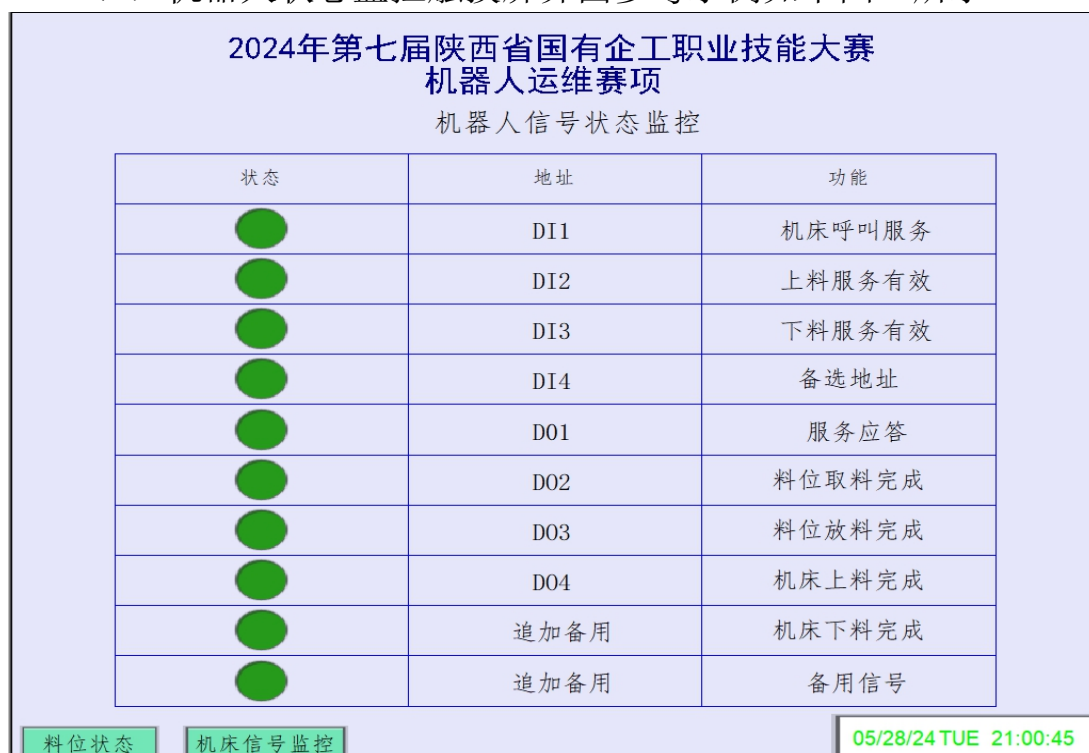 2024年第七届陕西省国有企工职业技能大赛
机器人运维赛项
机器人信号状态监控
状态 地址 功能
DI1 机床呼叫服务
DI2 上料服务有效
DI3 下料服务有效
DI4 备选地址
DO1 服务应答
DO2 料位取料完成
DO3 料位放料完成
DO4 机床上料完成
追加备用 机床下料完成
追加备用 备用信号
料位状态 机床信号监控 05/28/24 TUE 21:00:45